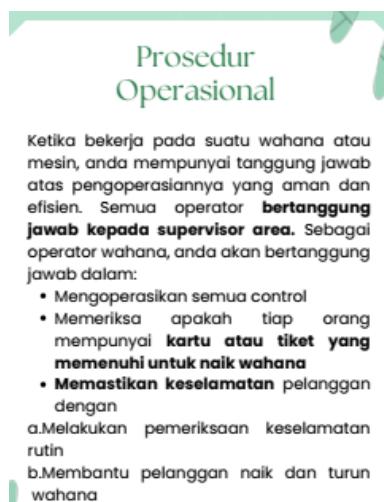 Prosedur
Operasional
Ketika bekerja pada suatu wahana atau
mesin, anda mempunyai tanggung jawab
atas pengoperasiannya yang aman dan
efisien. Semua operator bertanggung
jawab kepada supervisor area. Sebagai
operator wahana, anda akan bertanggung
jawab dalam:
• Mengoperasikan semua control
• Memeriksa apakah tiap orang
mempunyai kartu atau tiket yang
memenuhi untuk naik wahana
• Memastikan keselamatan pelanggan
dengan
a.Melakukan pemeriksaan keselamatan
rutin
b.Membantu pelanggan naik dan turun
wahana